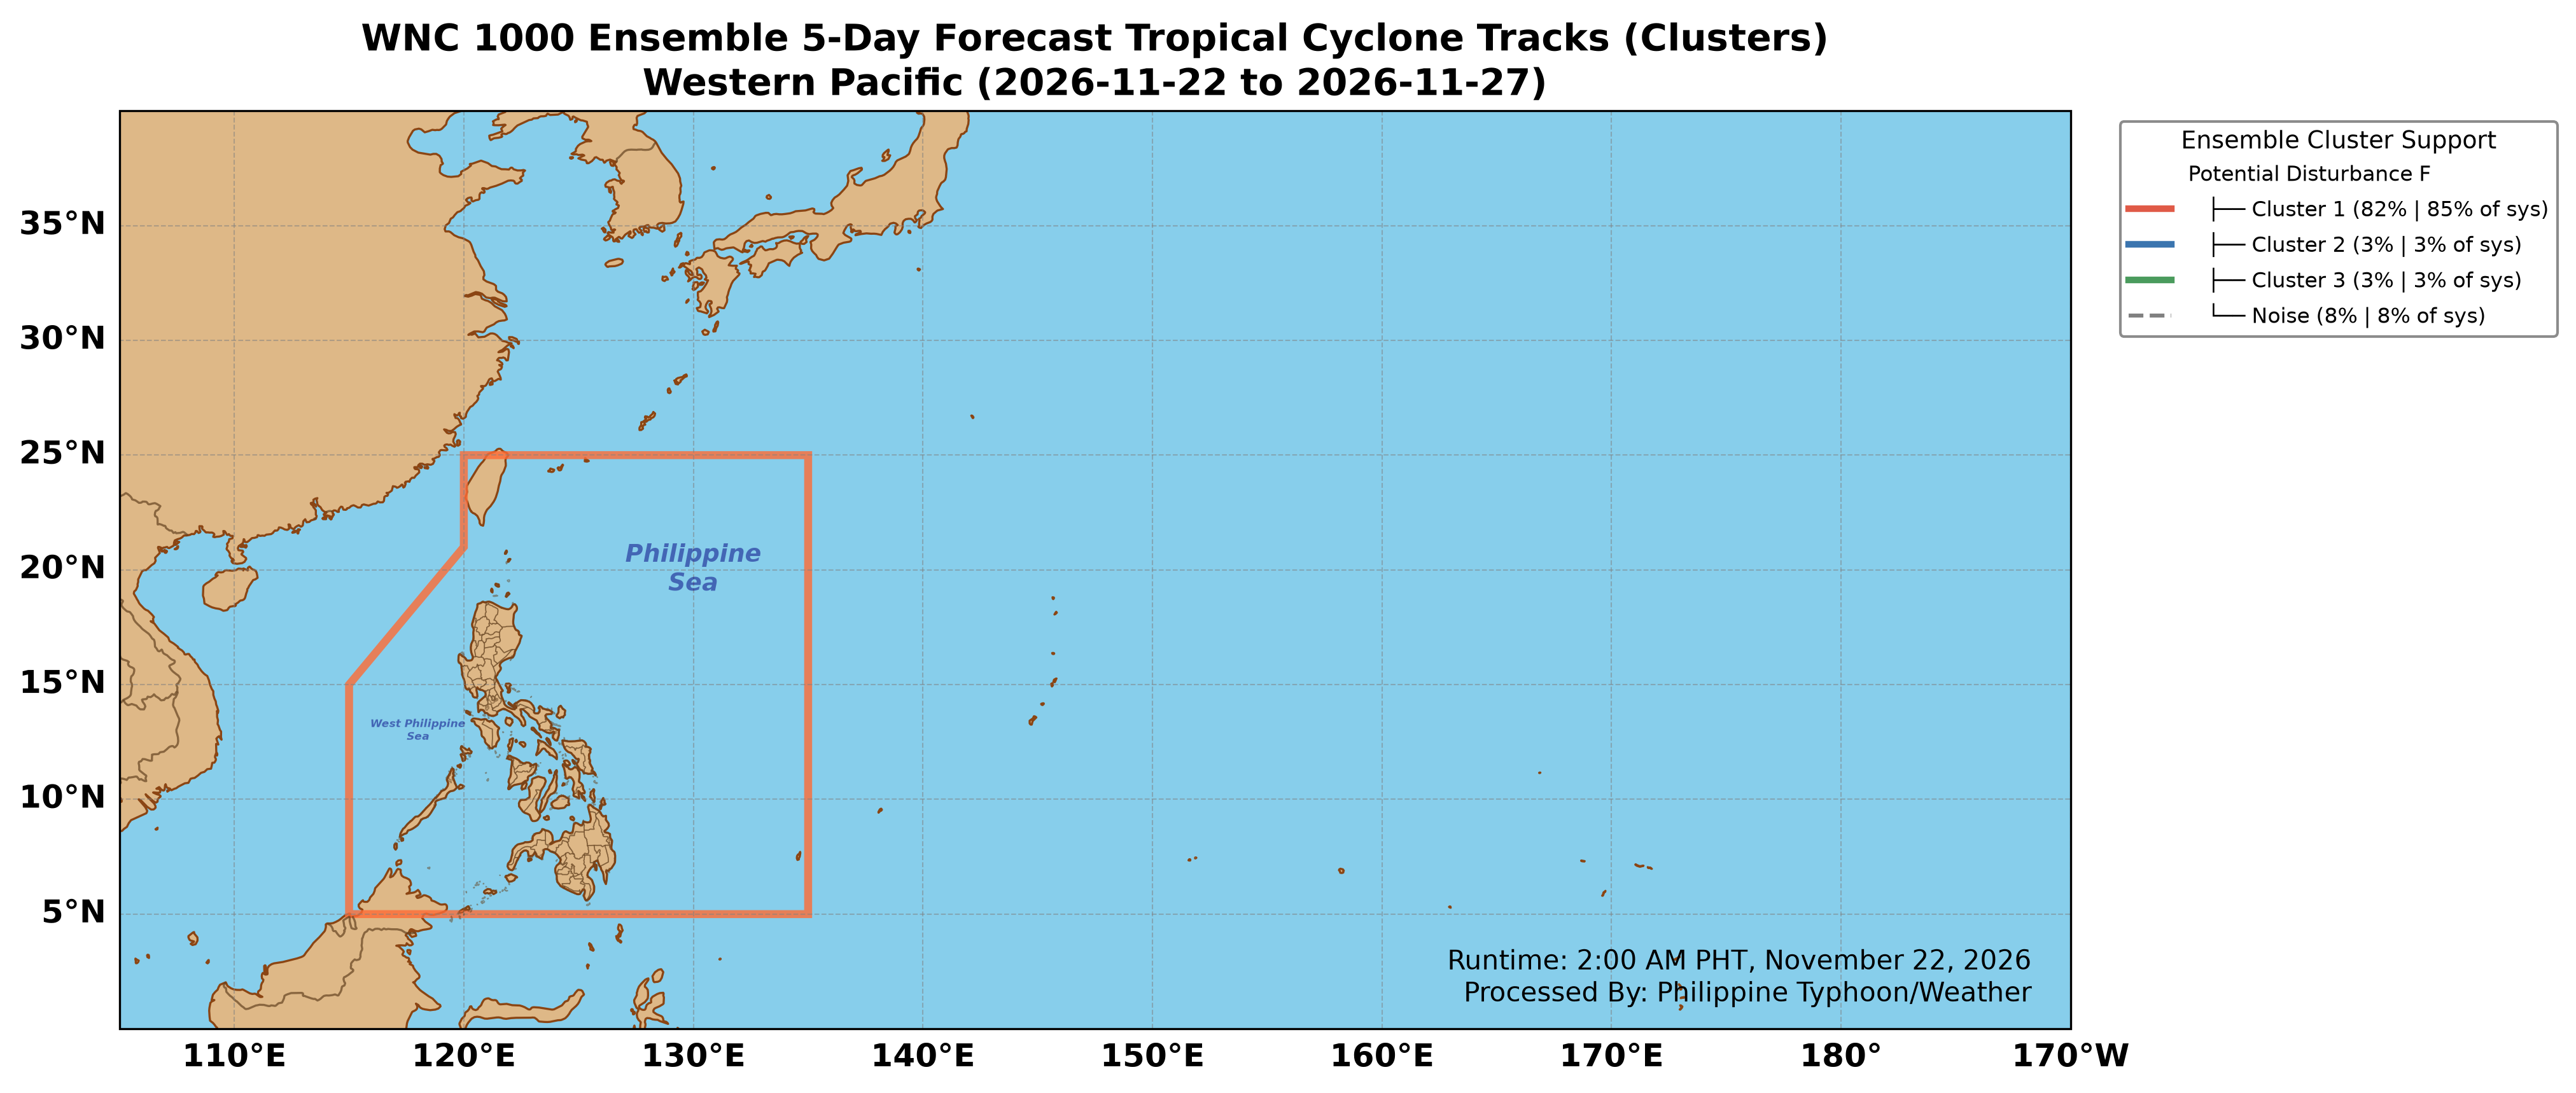 WNC 1000 Ensemble 5-Day Forecast Tropical Cyclone Tracks (Clusters)
Western Pacific (2026-11-22 to 2026-11-27)
Ensemble Cluster Support
Potential Disturbance F
├── Cluster 1 (82% | 85% of sys)
├── Cluster 2 (3% | 3% of sys)
├── Cluster 3 (3% | 3% of sys)
└── Noise (8% | 8% of sys)
35°N
30°N
25°N
20°N
15°N
10°N
5°N
Philippine
Sea
West Philippine
Sea
Runtime: 2:00 AM PHT, November 22, 2026
Processed By: Philippine Typhoon/Weather
110°E
120°E
130°E
140°E
150°E
160°E
170°E
180°
170°W